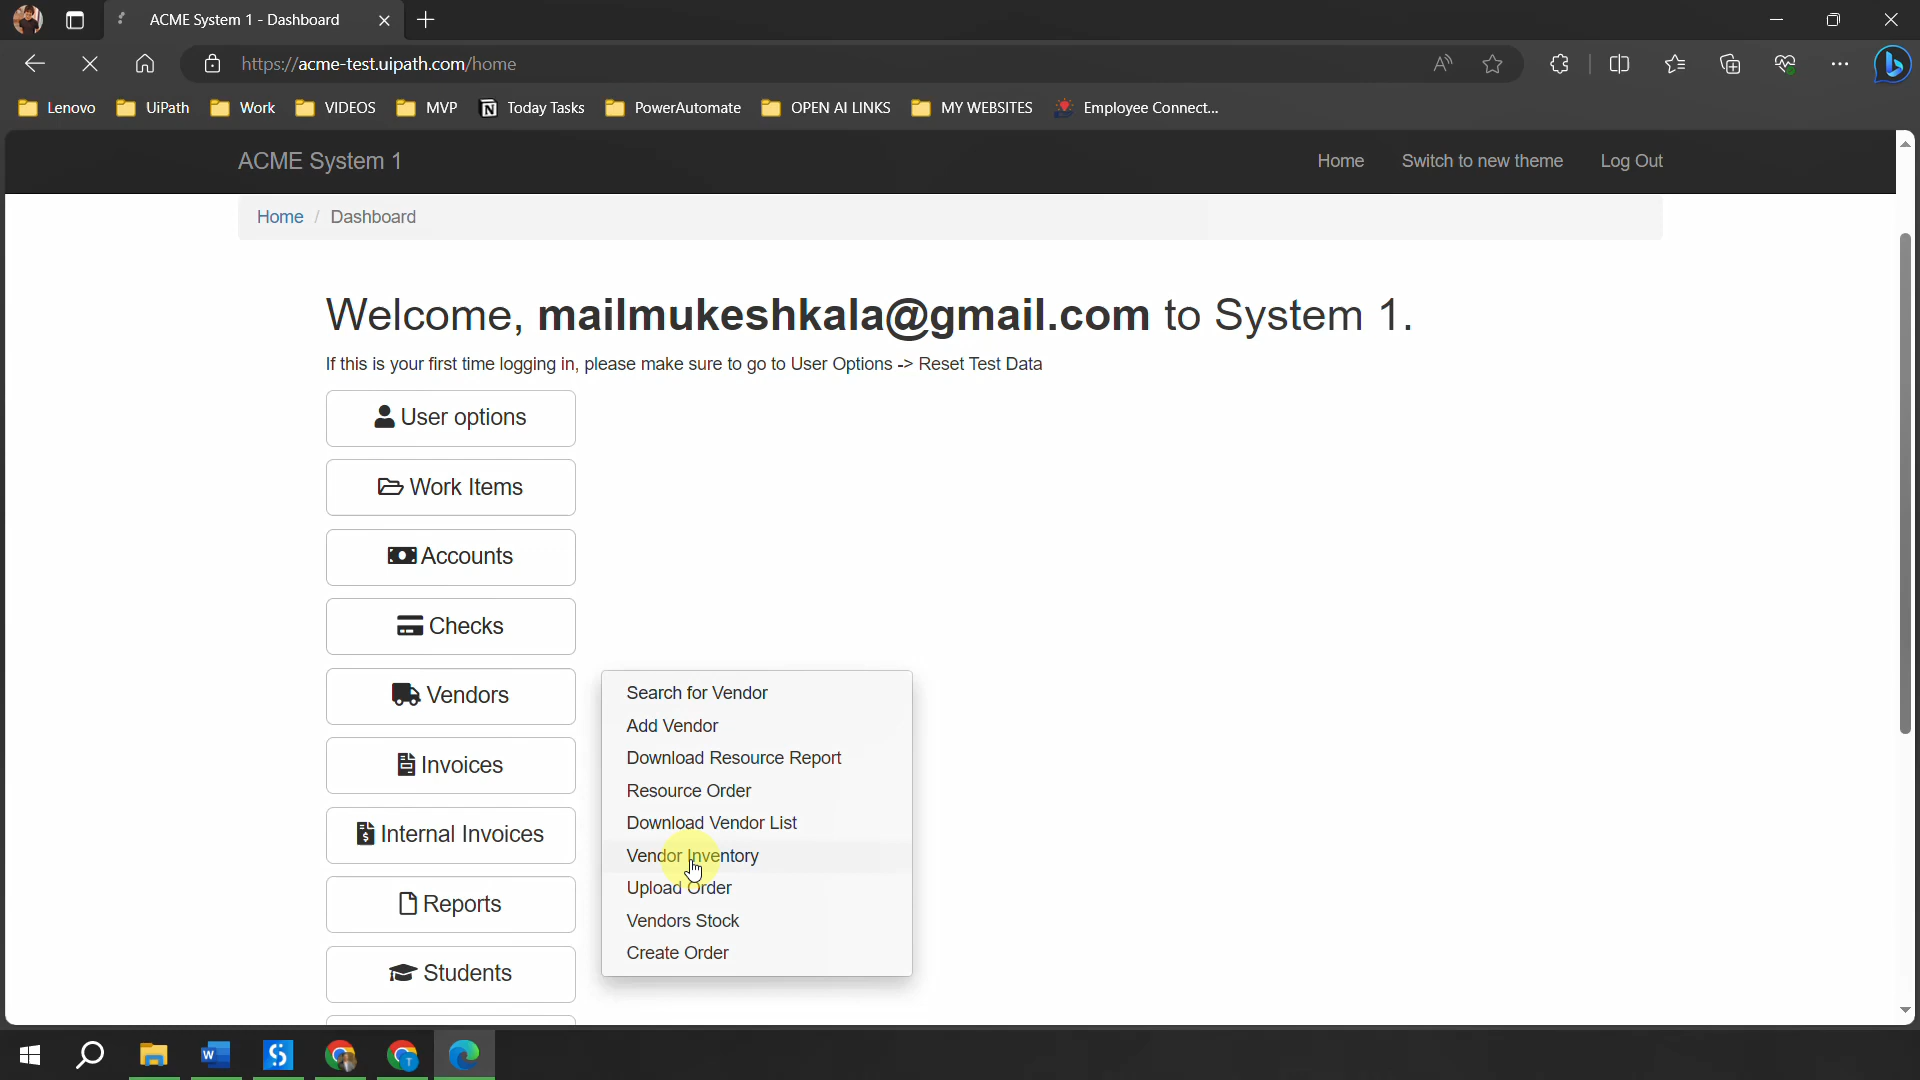 ACME System 1 - Dashboard
https://acme-test.uipath.com/home
Lenovo UiPath Work VIDEOS MVP Today Tasks PowerAutomate OPEN AI LINKS MY WEBSITES Employee Connect...
ACME System 1 Home Switch to new theme Log Out
Home / Dashboard
Welcome, mailmukeshkala@gmail.com to System 1.
If this is your first time logging in, please make sure to go to User Options -> Reset Test Data
User options
Work Items
Accounts
Checks
Vendors
Invoices
Internal Invoices
Reports
Students
Search for Vendor
Add Vendor
Download Resource Report
Resource Order
Download Vendor List
Vendor Inventory
Upload Order
Vendors Stock
Create Order